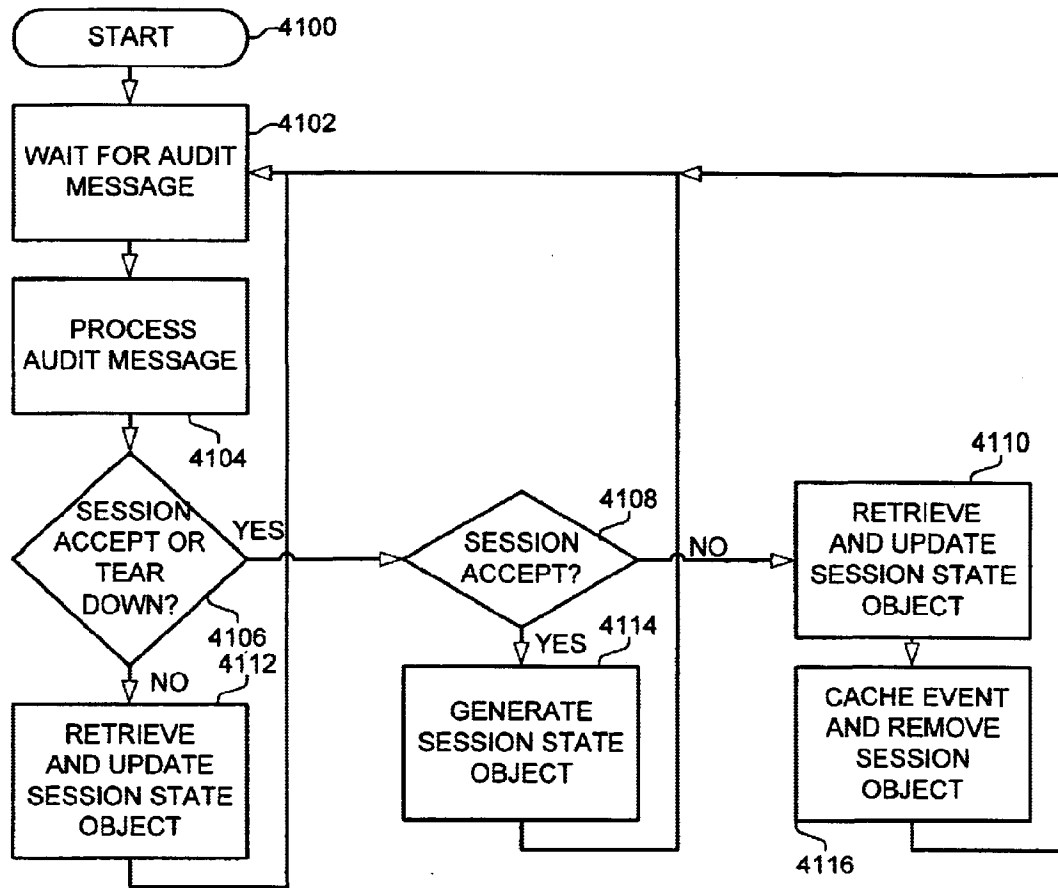 START
4100
4102
WAIT FOR AUDIT
MESSAGE
PROCESS
AUDIT MESSAGE
4104
SESSION
ACCEPT OR
TEAR
DOWN?
YES
4106
NO
4112
RETRIEVE
AND UPDATE
SESSION STATE
OBJECT
4108
SESSION
ACCEPT?
NO
YES
4114
GENERATE
SESSION STATE
OBJECT
4110
RETRIEVE
AND UPDATE
SESSION STATE
OBJECT
CACHE EVENT
AND REMOVE
SESSION
OBJECT
4116